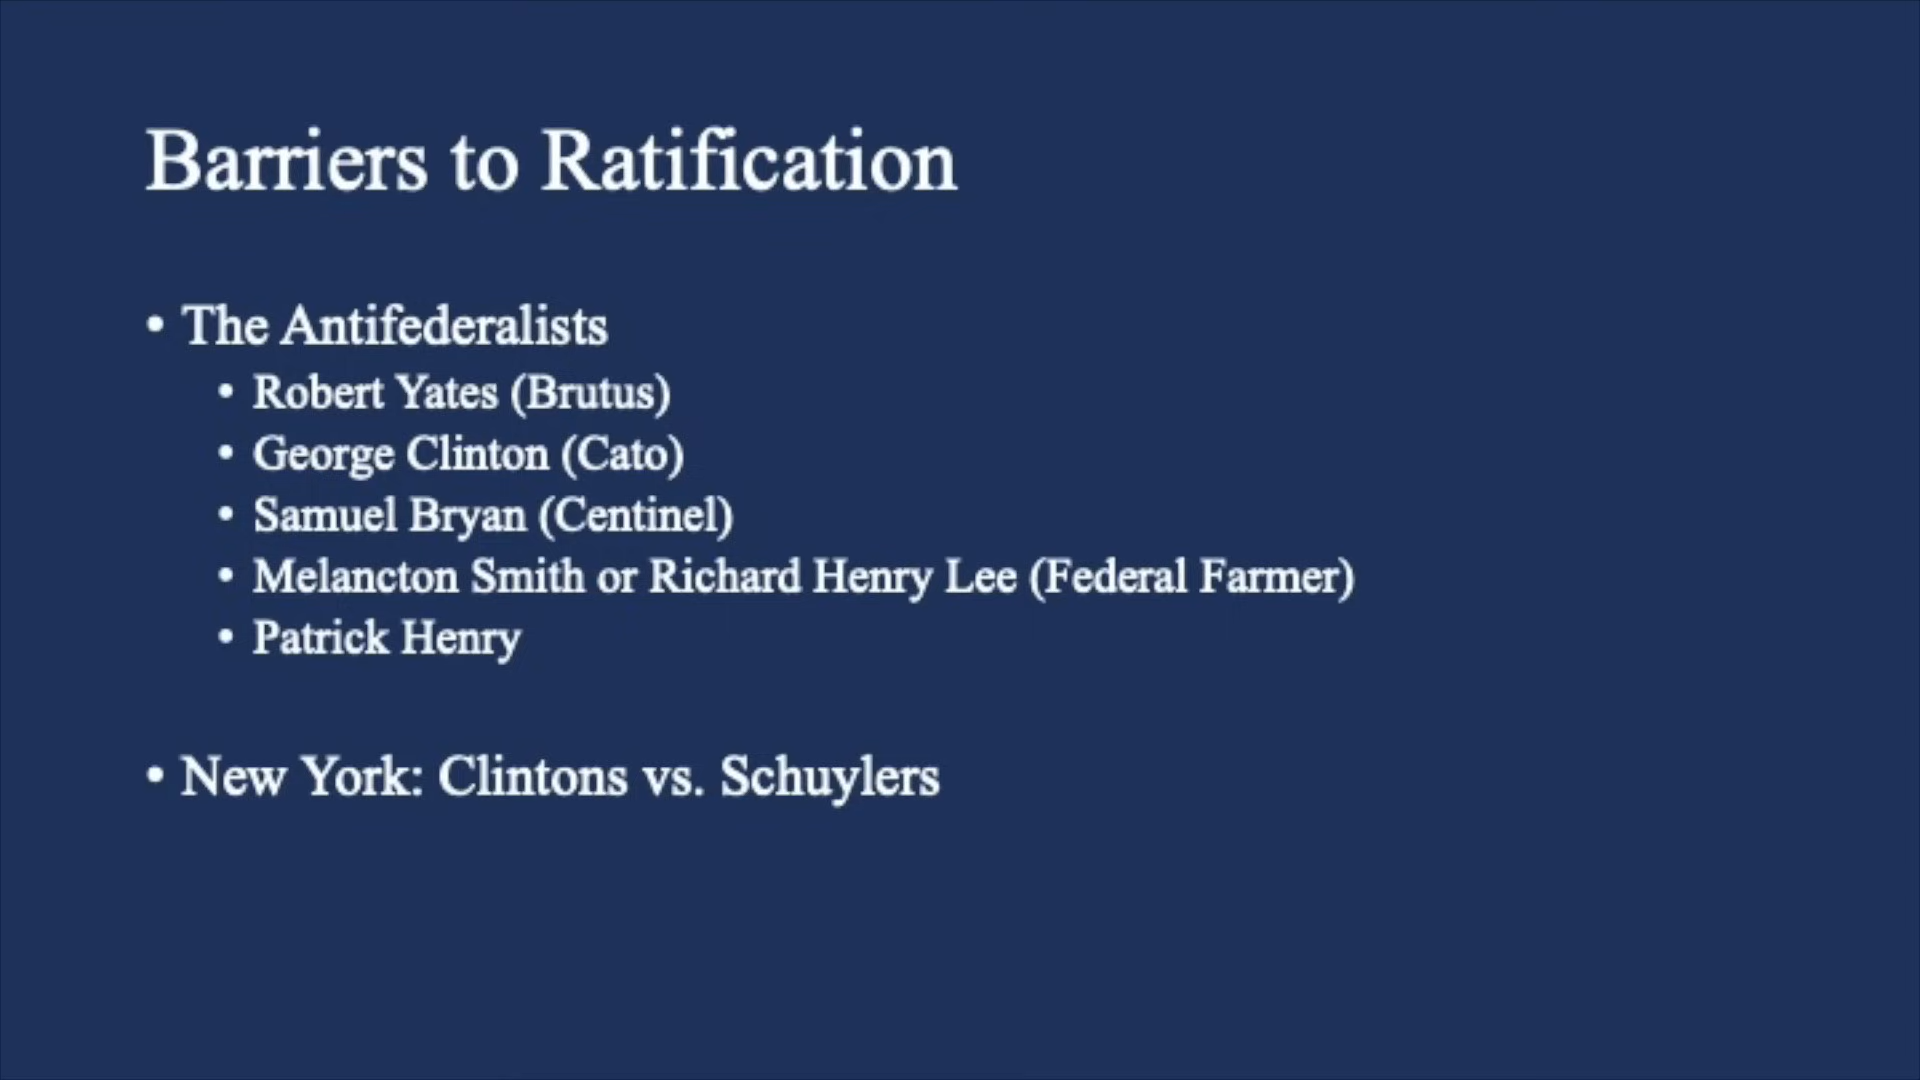 Barriers to Ratification
• The Antifederalists
• Robert Yates (Brutus)
• George Clinton (Cato)
• Samuel Bryan (Centinel)
• Melancton Smith or Richard Henry Lee (Federal Farmer)
• Patrick Henry
• New York: Clintons vs. Schuylers